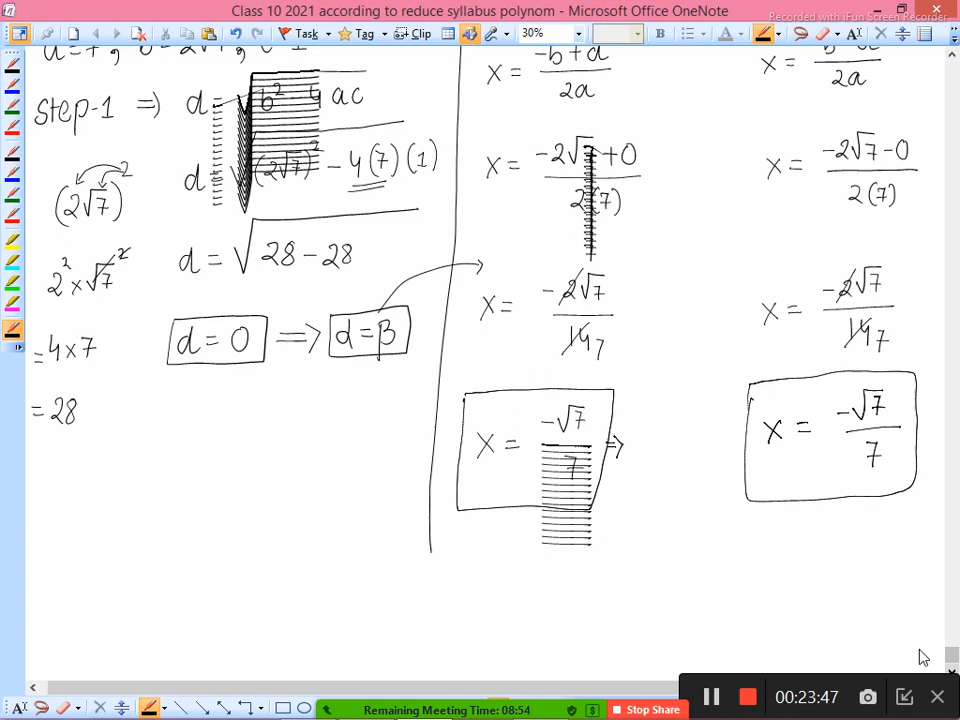 Class 10 2021 according to reduce syllabus polynom - Microsoft Office OneNote
Recorded with iFun Screen Recorder
Task Tag Clip 30%
step-1 => d = √b² - 4ac
d = √(2√7)² - 4(7)(1)
(2√7)²
d = √28 - 28
2² x √7²
d = 0 => α = β
= 4 x 7
= 28
x = -b + d / 2a
x = -2√7 + 0 / 2(7)
x = -2√7 / 14 7
x = -√7 / 7 =>
x = 2a
x = -2√7 - 0 / 2(7)
x = -2√7 / 14 7
x = -√7 / 7
Remaining Meeting Time: 08:54
Stop Share
00:23:47